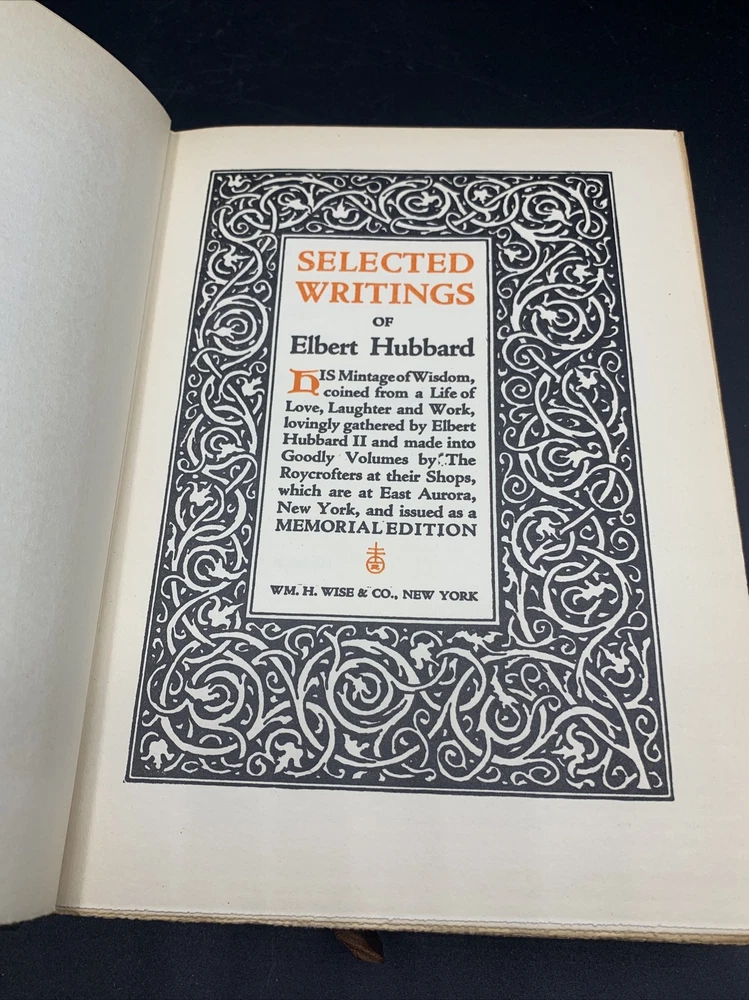 SELECTED
WRITINGS
OF
Elbert Hubbard
HIS Mintage of Wisdom,
coined from a Life of
Love, Laughter and Work,
lovingly gathered by Elbert
Hubbard II and made into
Goodly Volumes by The
Roycrofters at their Shops,
which are at East Aurora,
New York, and issued as a
MEMORIAL EDITION
R
WM. H. WISE & CO., NEW YORK